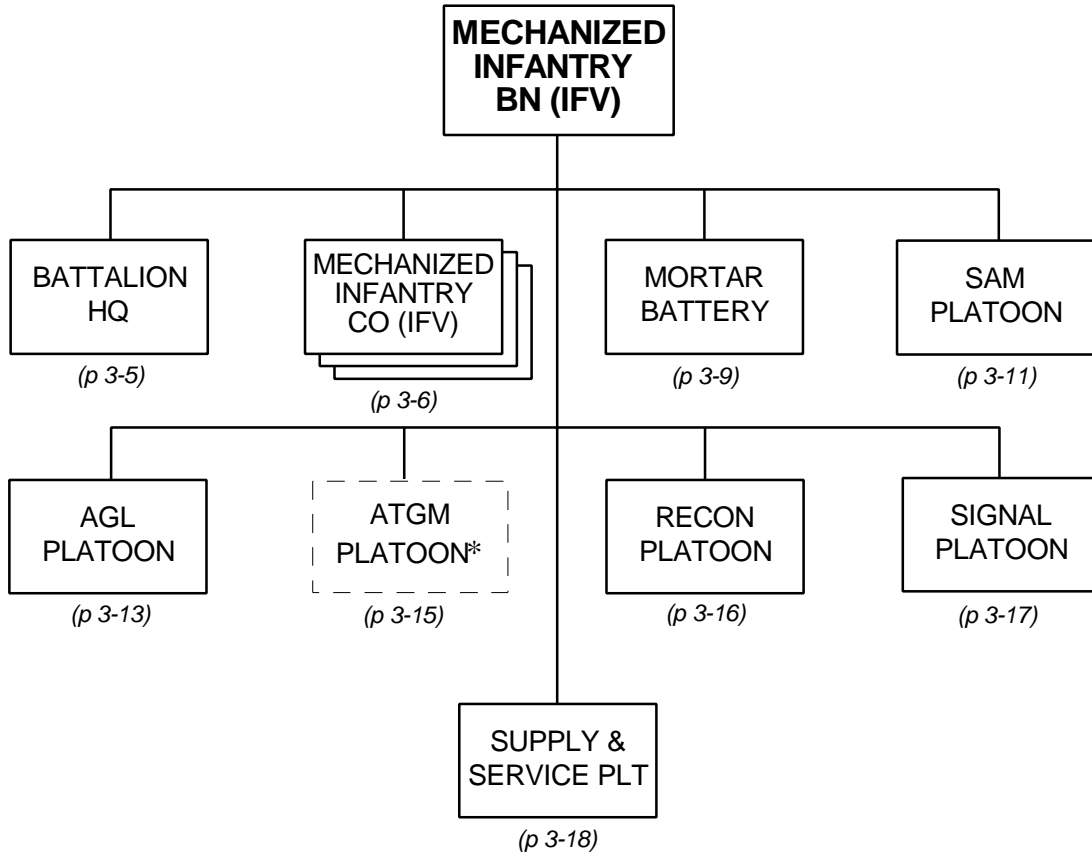 MECHANIZED
INFANTRY
BN (IFV)
BATTALION
HQ
(p 3-5)
MECHANIZED
INFANTRY
CO (IFV)
(p 3-6)
MORTAR
BATTERY
(p 3-9)
SAM
PLATOON
(p 3-11)
AGL
PLATOON
(p 3-13)
ATGM
PLATOON*
(p 3-15)
RECON
PLATOON
(p 3-16)
SIGNAL
PLATOON
(p 3-17)
SUPPLY &
SERVICE PLT
(p 3-18)